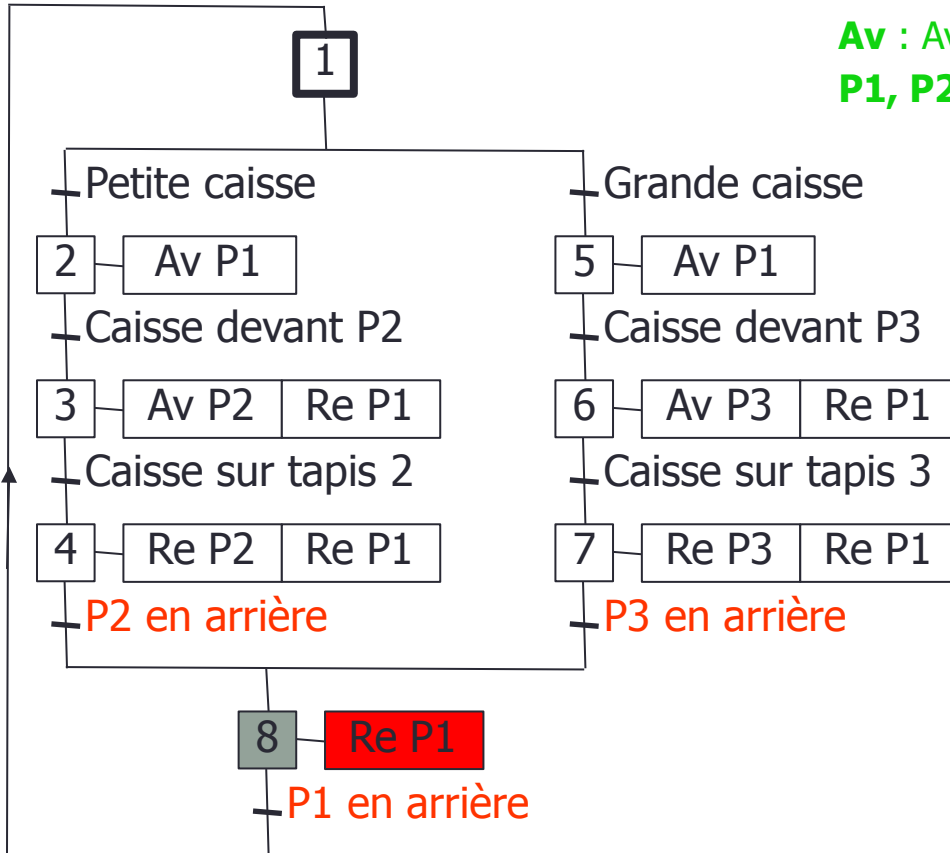 1
Av : Av
P1, P2
Petite caisse
Grande caisse
2 Av P1
5 Av P1
Caisse devant P2
Caisse devant P3
3 Av P2 Re P1
6 Av P3 Re P1
Caisse sur tapis 2
Caisse sur tapis 3
4 Re P2 Re P1
7 Re P3 Re P1
P2 en arrière
P3 en arrière
8 Re P1
P1 en arrière